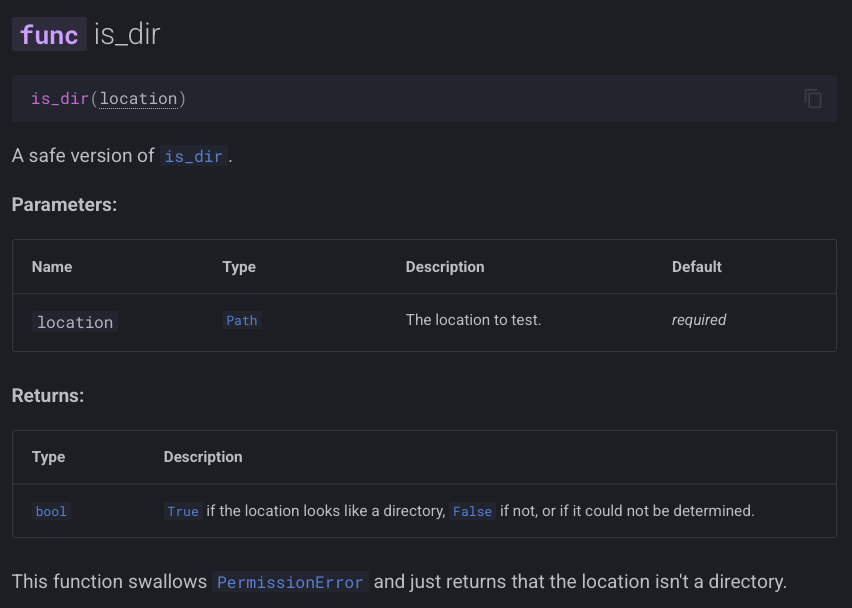 func is_dir
is_dir(location)
A safe version of is_dir.
Parameters:
Name Type Description Default
location Path The location to test. required
Returns:
Type Description
bool True if the location looks like a directory, False if not, or if it could not be determined.
This function swallows PermissionError and just returns that the location isn't a directory.